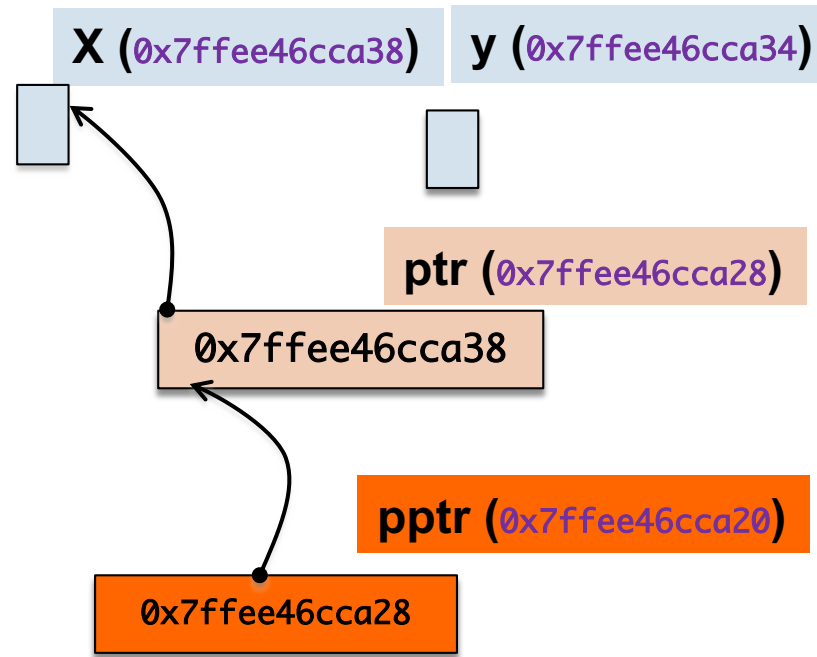 X (0x7ffee46cca38)
y (0x7ffee46cca34)
ptr (0x7ffee46cca28)
0x7ffee46cca38
pptr (0x7ffee46cca20)
0x7ffee46cca28